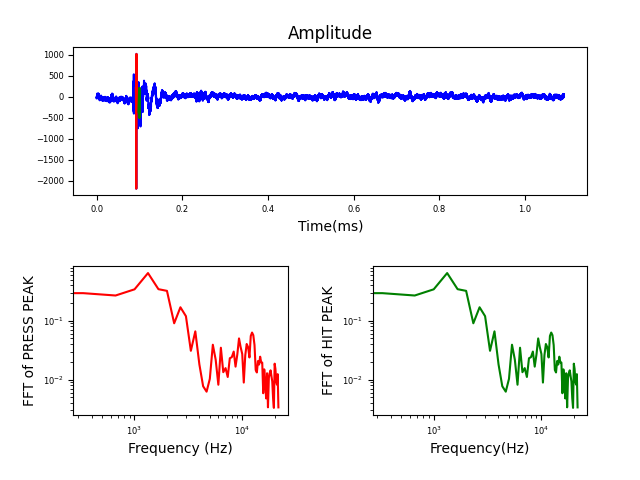 Amplitude
1000
500
0
−500
−1000
−1500
−2000
0.0 0.2 0.4 0.6 0.8 1.0
Time(ms)
FFT of PRESS PEAK
10⁻¹
10⁻²
10³ 10⁴
Frequency (Hz)
FFT of HIT PEAK
10⁻¹
10⁻²
10³ 10⁴
Frequency(Hz)